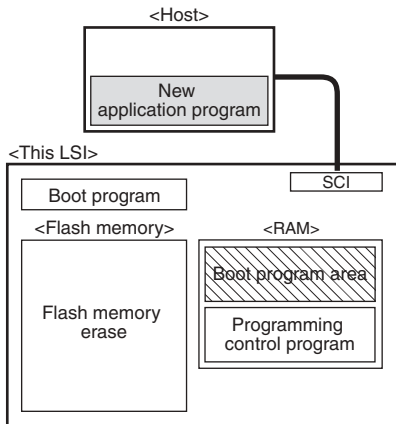 <Host>
New
application program
<This LSI>
SCI
Boot program
<Flash memory>
<RAM>
Boot program area
Flash memory
erase
Programming
control program